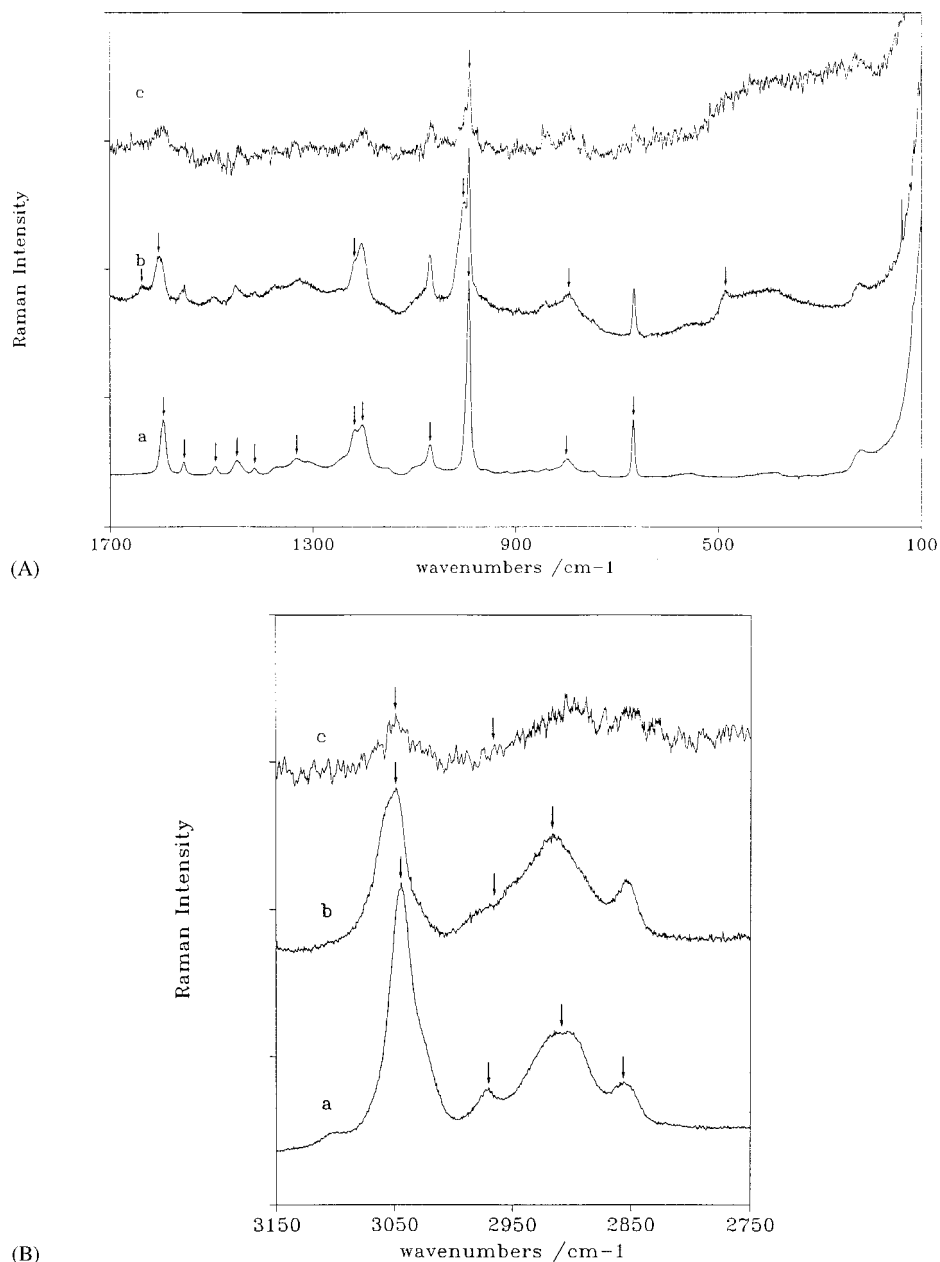 Raman Intensity
c
b
a
1700 1300 900 500 100
wavenumbers /cm-1
(A)
Raman Intensity
c
b
a
3150 3050 2950 2850 2750
wavenumbers /cm-1
(B)